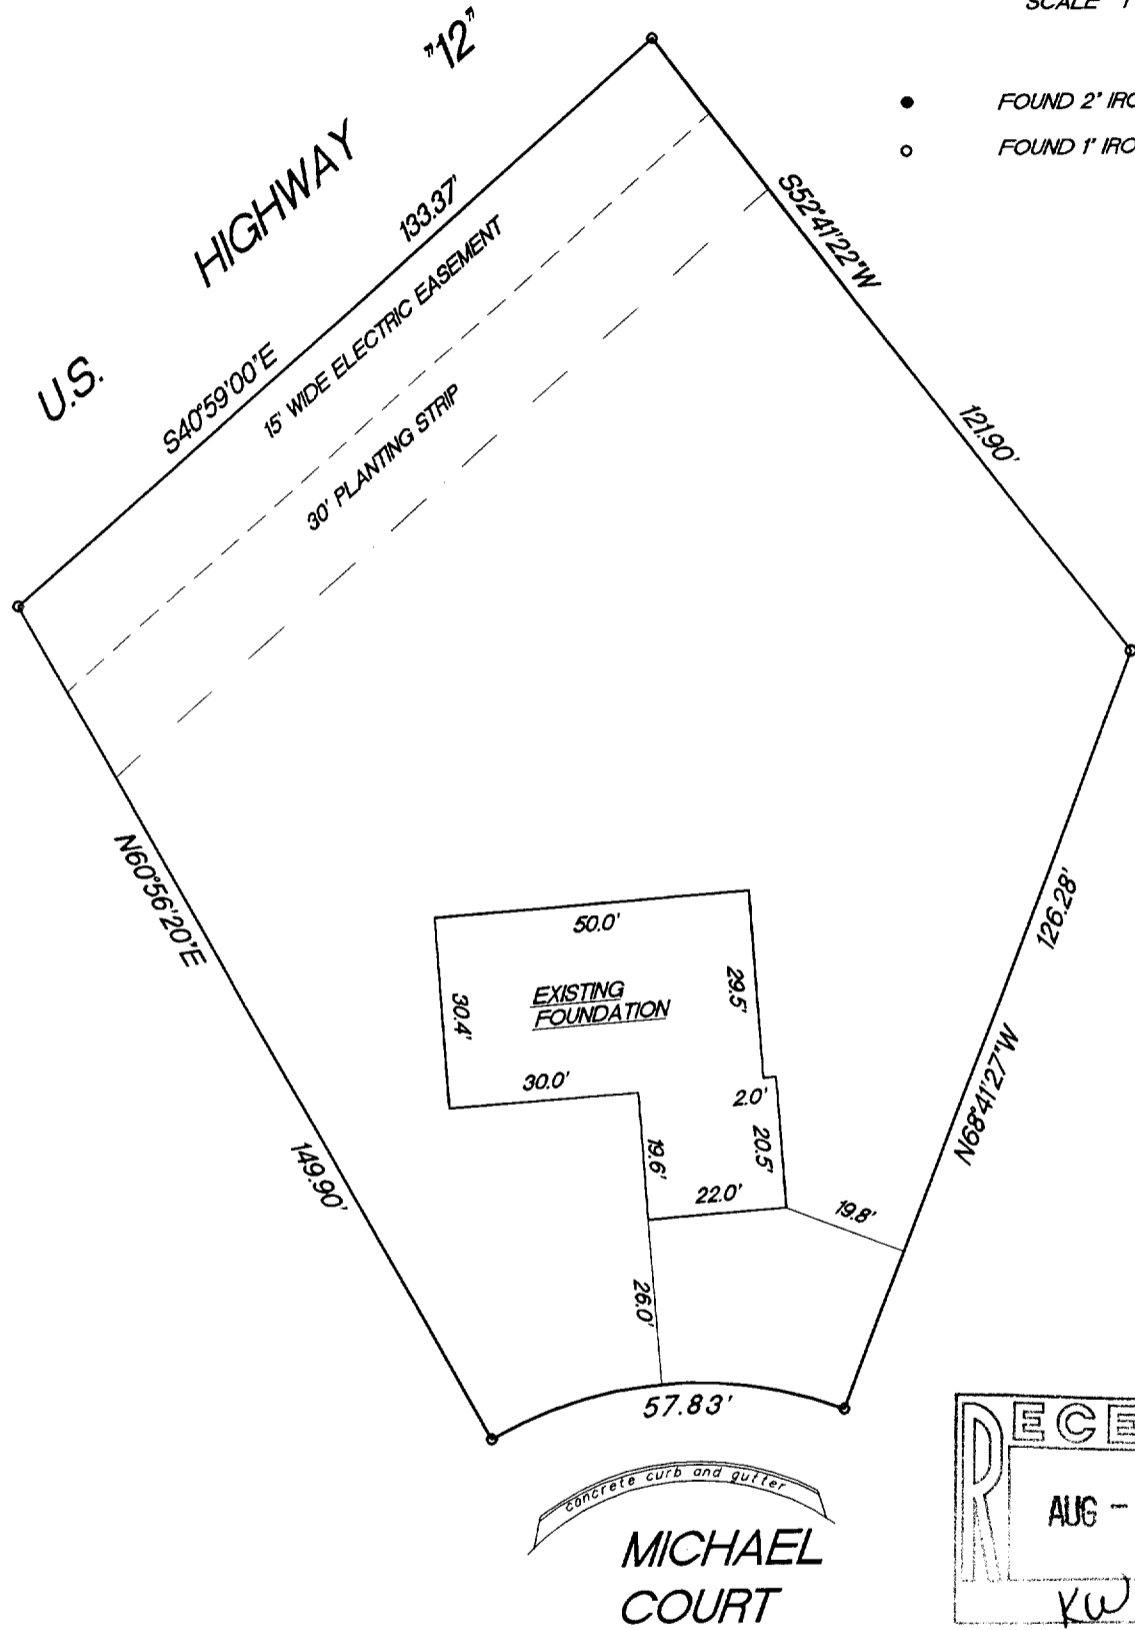 SCALE 1
"12"
HIGHWAY
U.S.
FOUND 2" IRO
FOUND 1" IRO
133.37'
S40°59'00"E
15' WIDE ELECTRIC EASEMENT
30' PLANTING STRIP
S52°41'22"W
121.90'
N60°56'20"E
149.90'
126.28'
N68°41'27"W
50.0'
EXISTING
FOUNDATION
30.4'
29.5'
30.0'
2.0'
19.6'
20.5'
22.0'
19.8'
26.0'
57.83'
concrete curb and gutter
MICHAEL
COURT
RECE
AUG -
KW